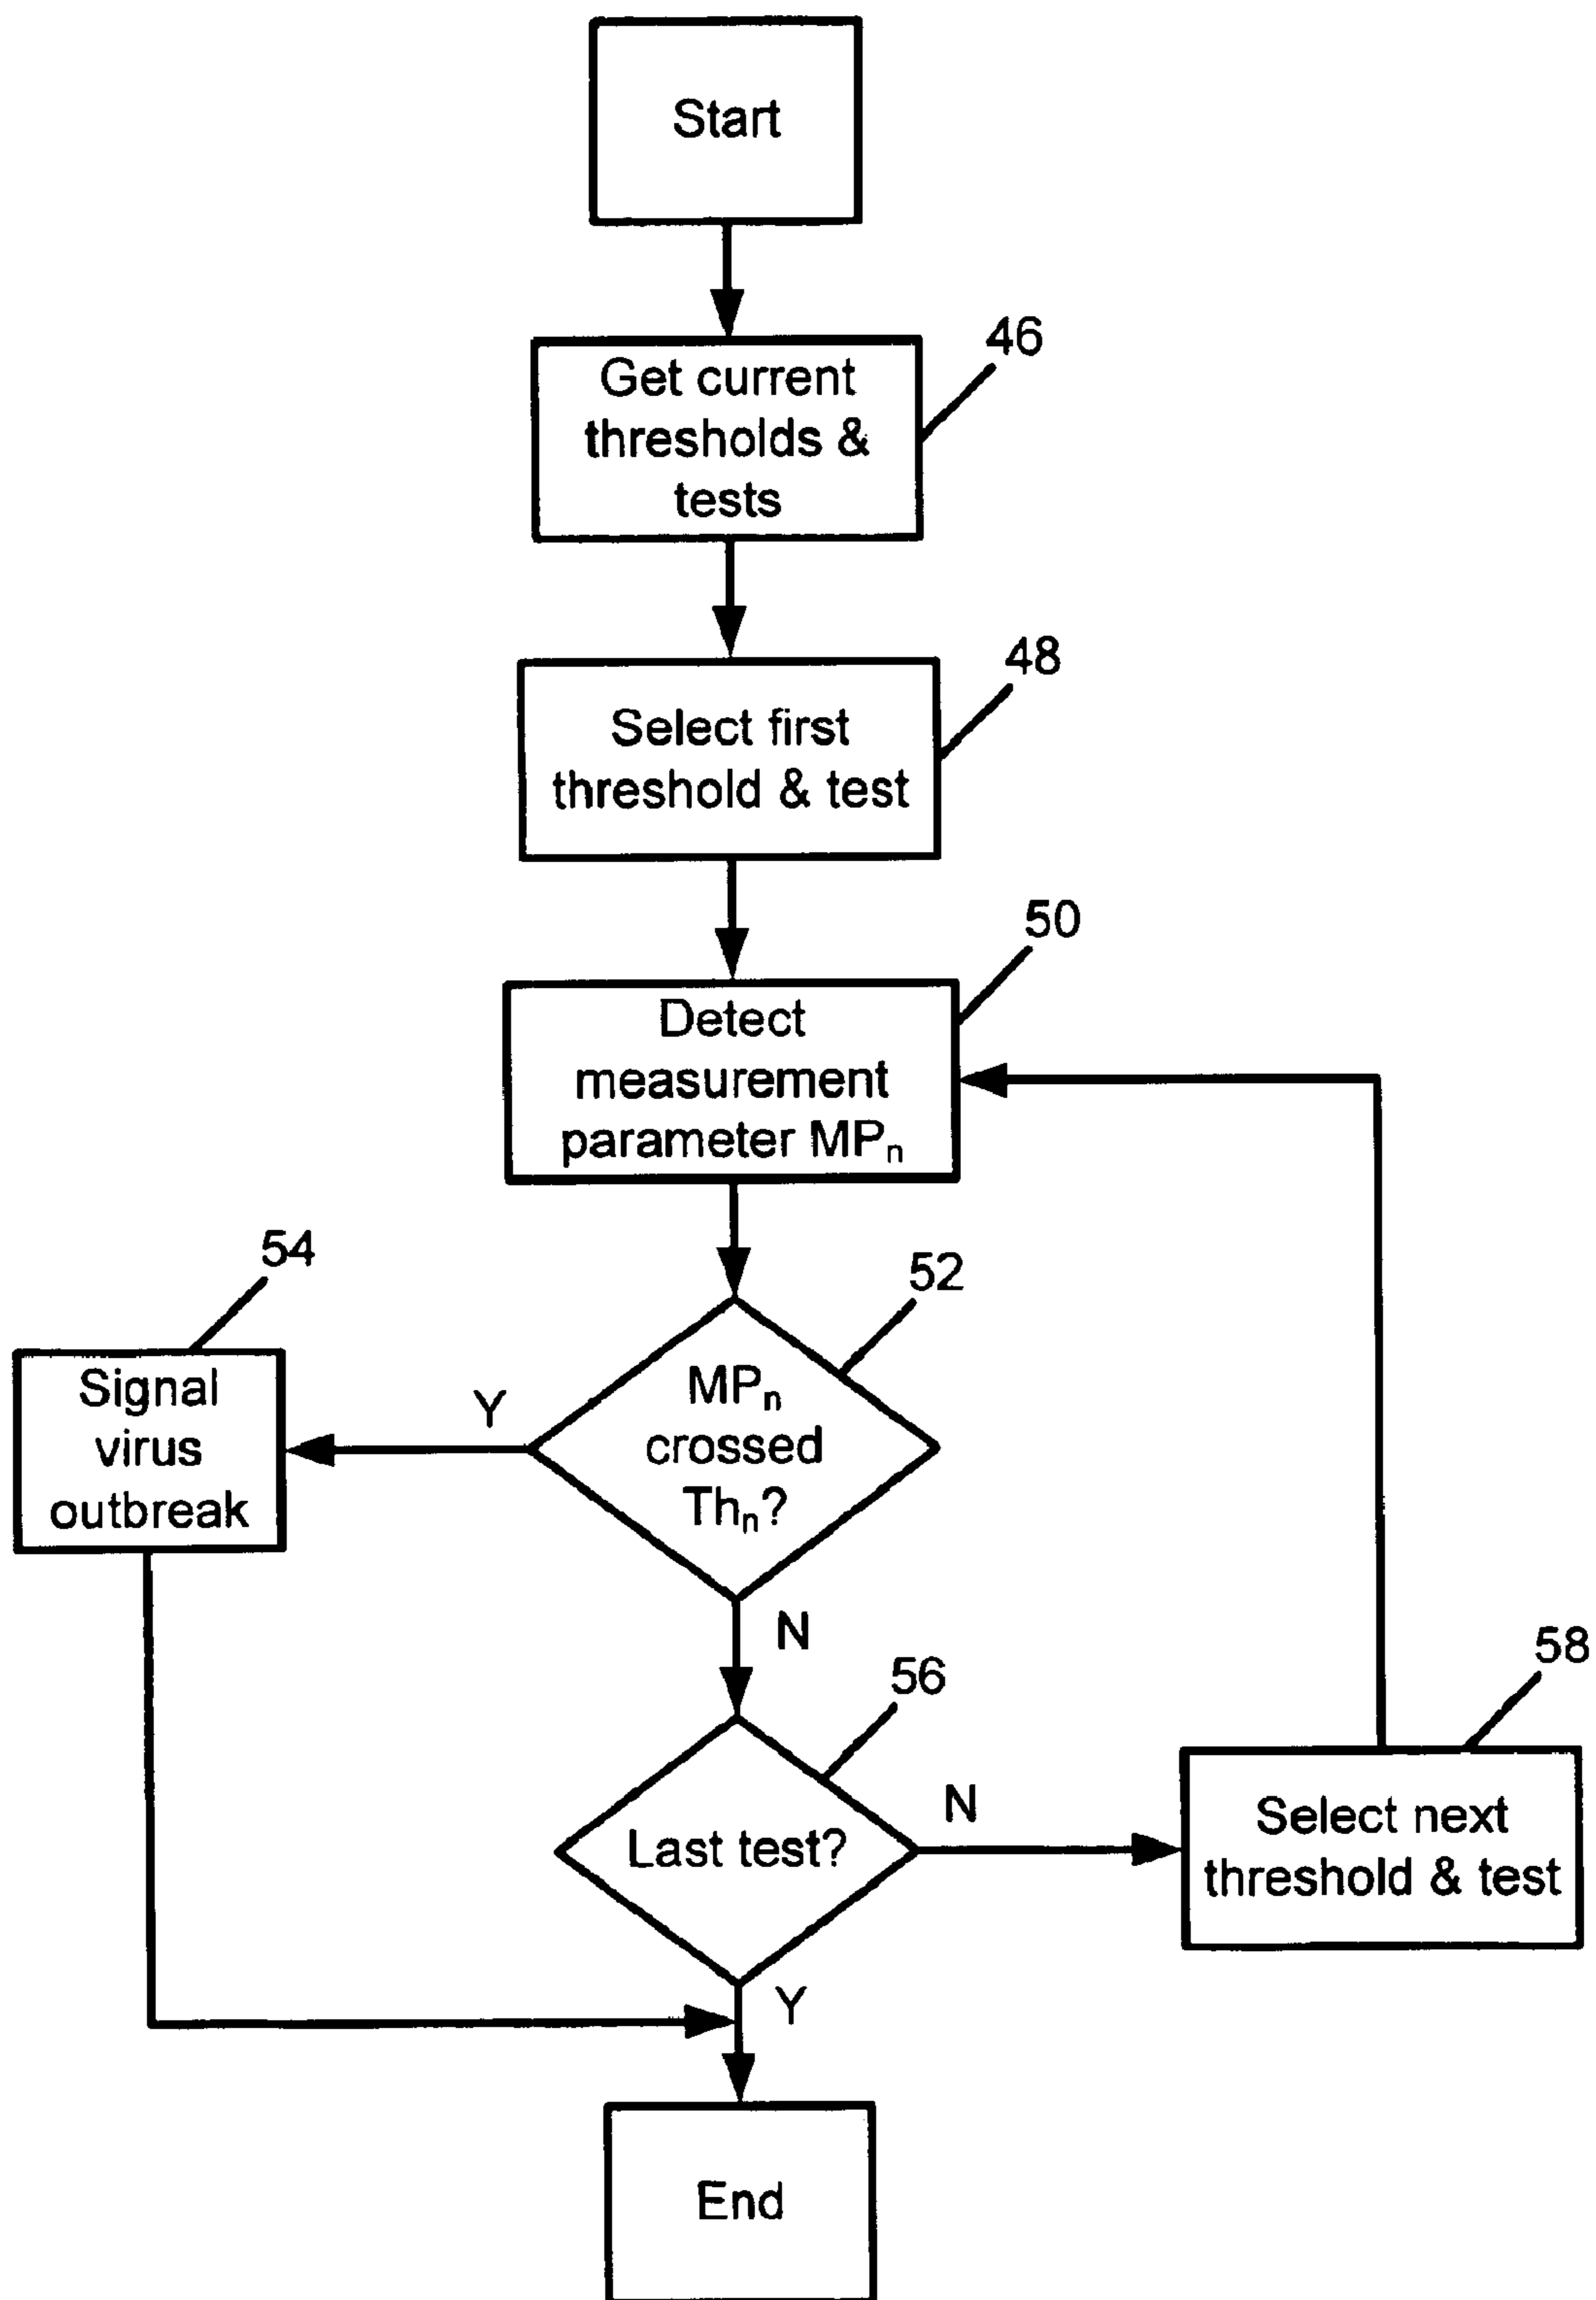 Start
46
Get current
thresholds &
tests
48
Select first
threshold & test
50
Detect
measurement
parameter MPn
54
52
Signal
virus
outbreak
Y
MPn
crossed
Thn?
N
56
58
Last test?
N
Select next
threshold & test
Y
End